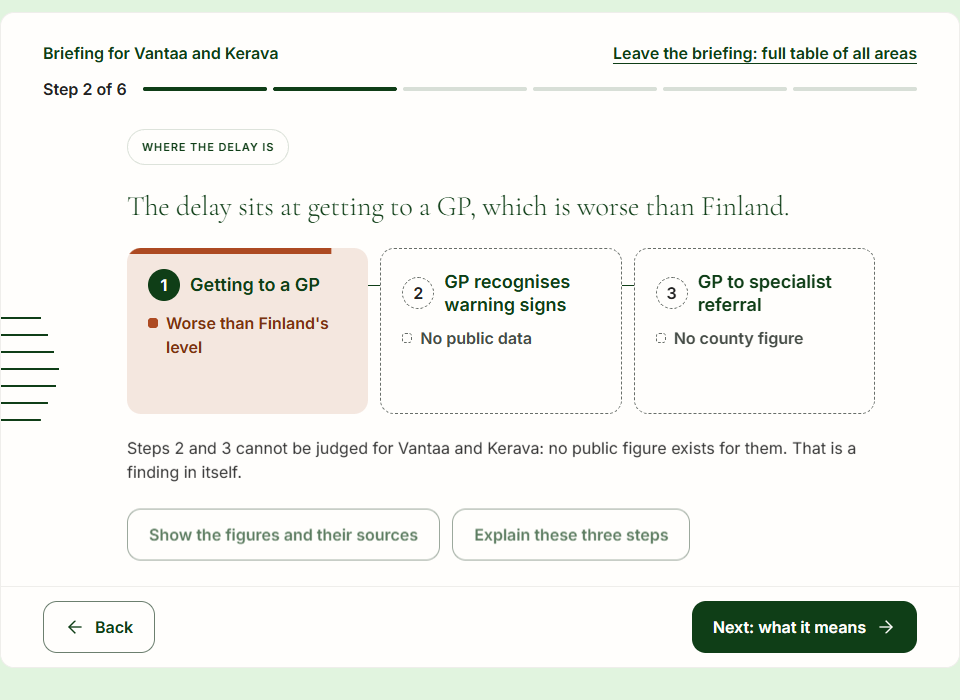 Briefing for Vantaa and Kerava
Leave the briefing: full table of all areas
Step 2 of 6
WHERE THE DELAY IS
The delay sits at getting to a GP, which is worse than Finland.
1 Getting to a GP
Worse than Finland's
level
2 GP recognises
warning signs
No public data
3 GP to specialist
referral
No county figure
Steps 2 and 3 cannot be judged for Vantaa and Kerava: no public figure exists for them. That is a
finding in itself.
Show the figures and their sources
Explain these three steps
Back
Next: what it means